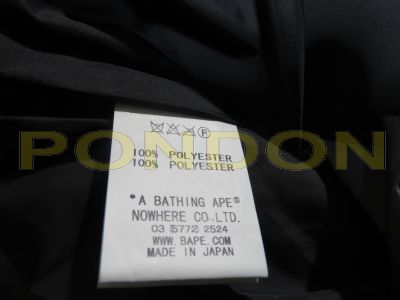 100% POLYESTER
100% POLYESTER
PONDON
*A BATHING APE®
NOWHERE CO.,LTD.
03 (5772) 2524
WWW.BAPE.COM
MADE IN JAPAN